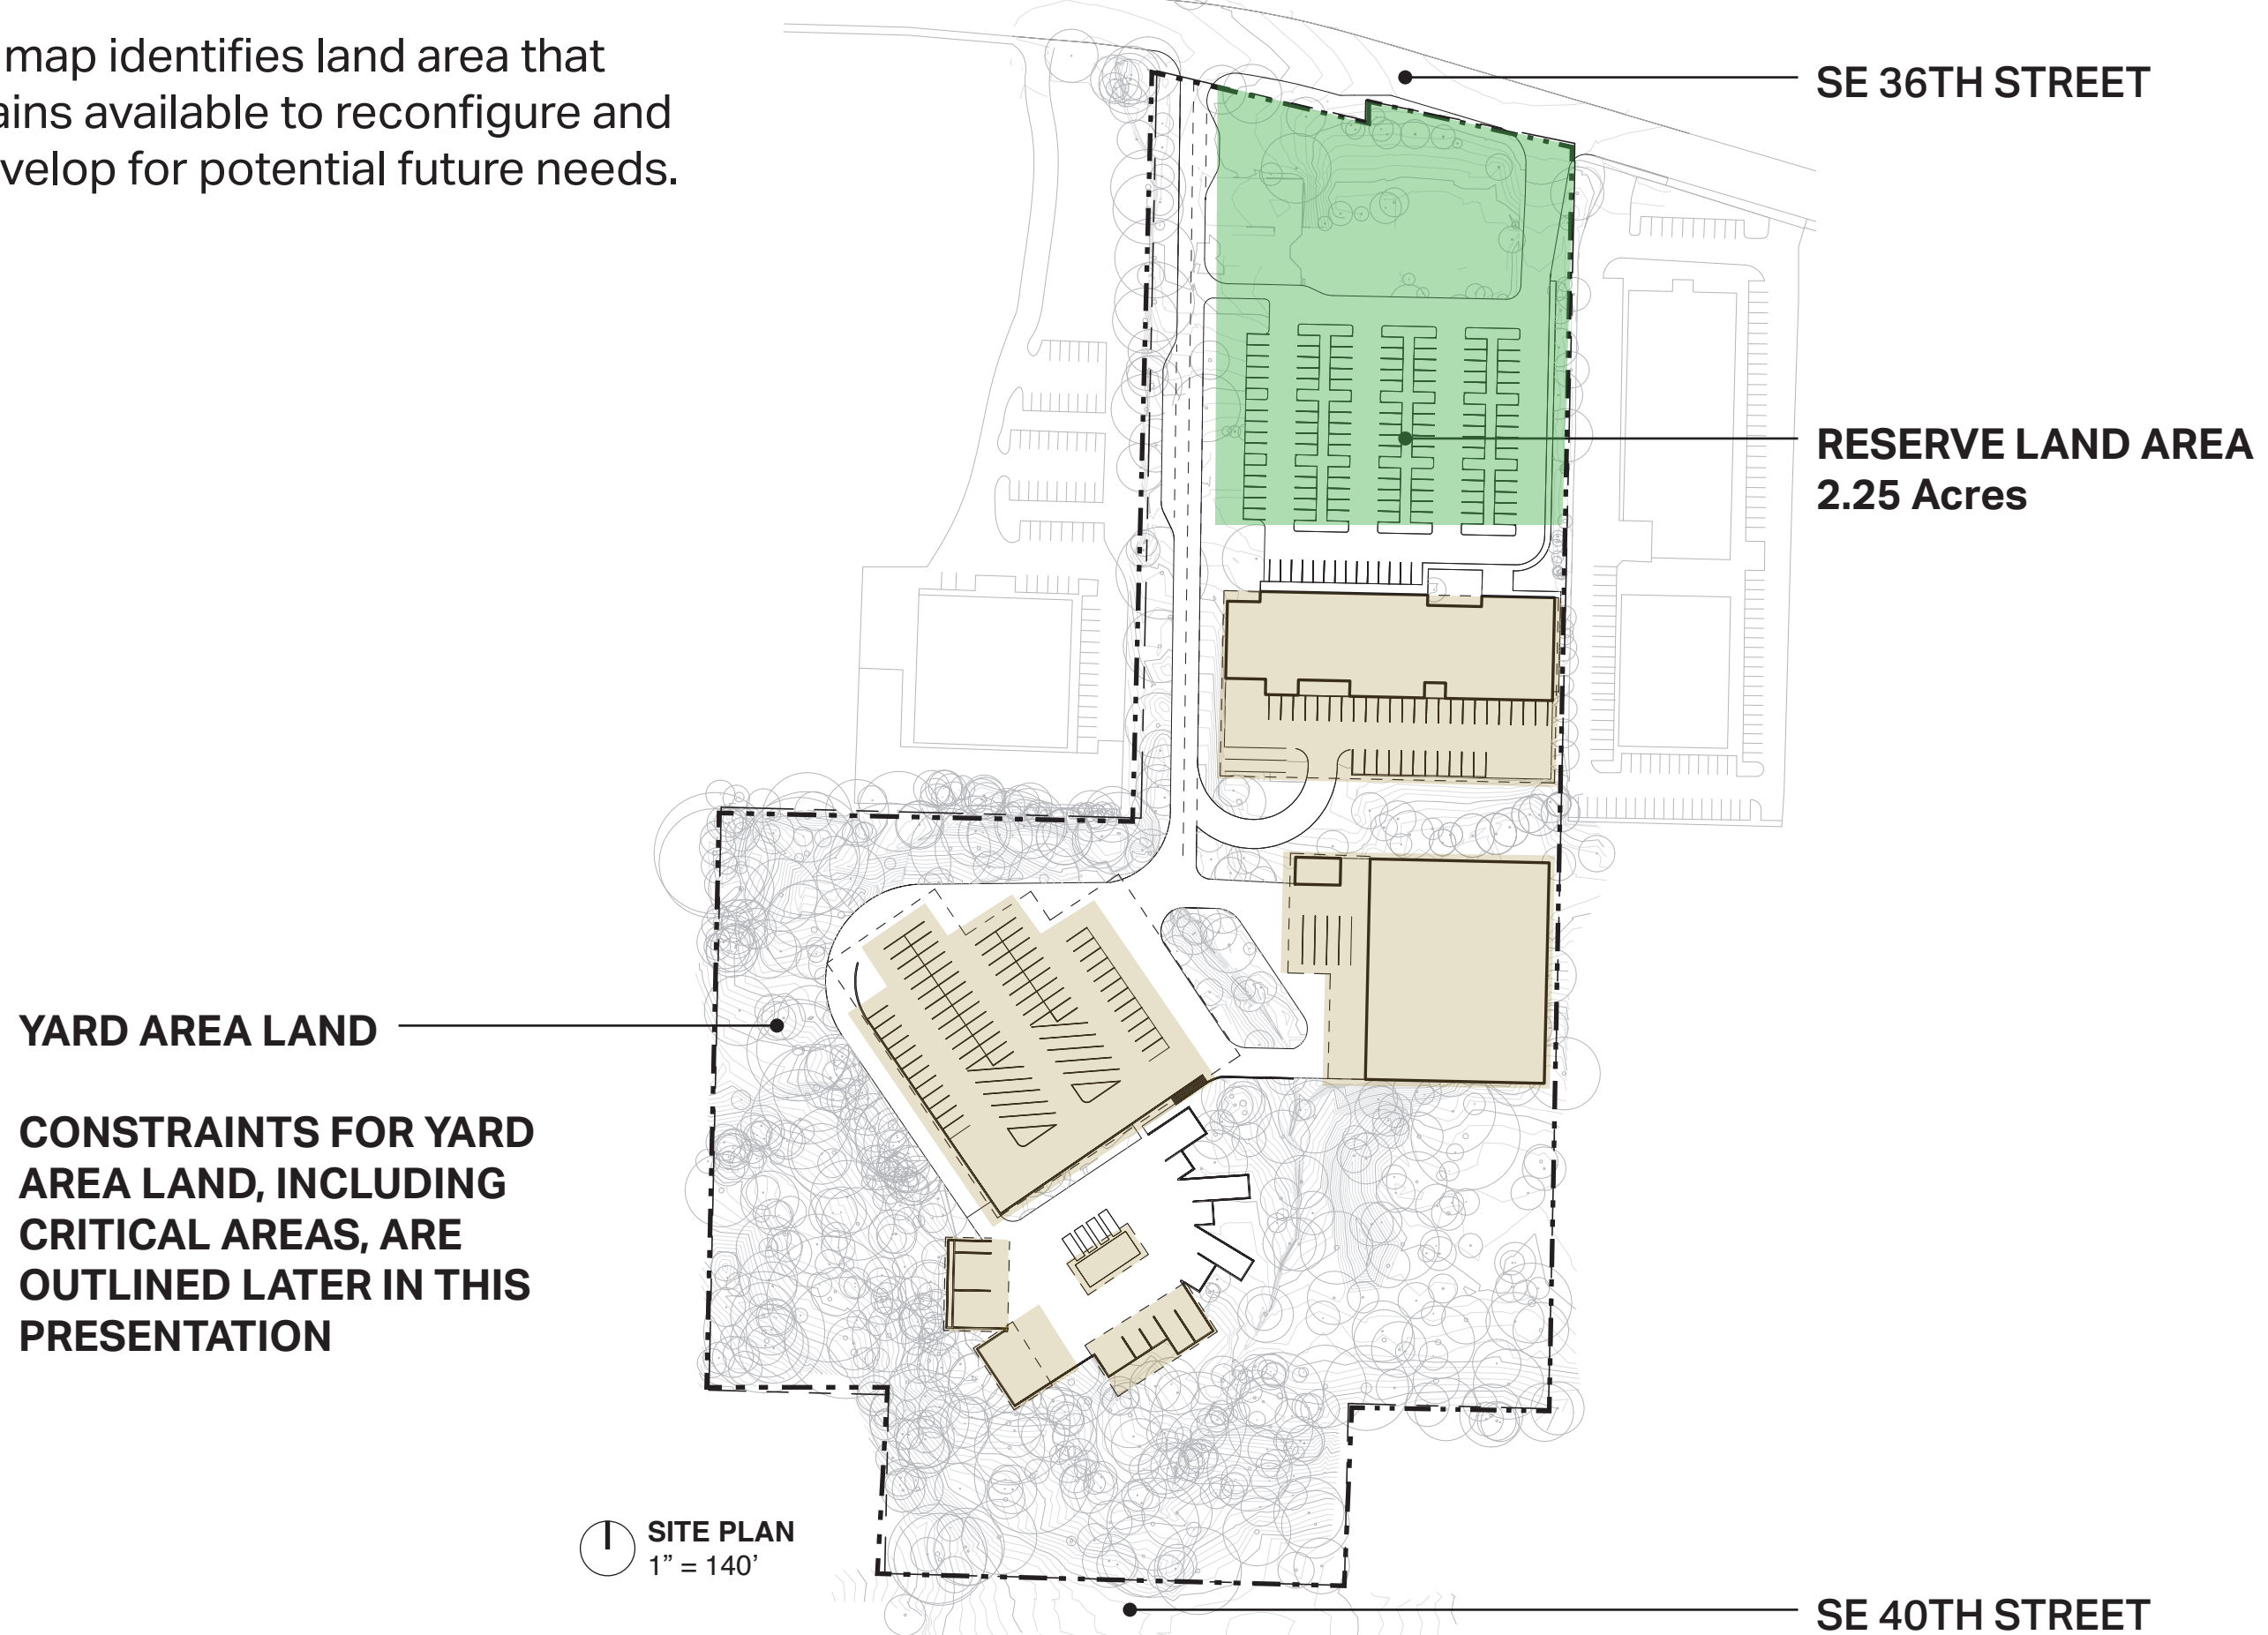 map identifies land area that
ains available to reconfigure and
velop for potential future needs.
SE 36TH STREET
RESERVE LAND AREA
2.25 Acres
YARD AREA LAND
CONSTRAINTS FOR YARD
AREA LAND, INCLUDING
CRITICAL AREAS, ARE
OUTLINED LATER IN THIS
PRESENTATION
SITE PLAN
1” = 140’
SE 40TH STREET